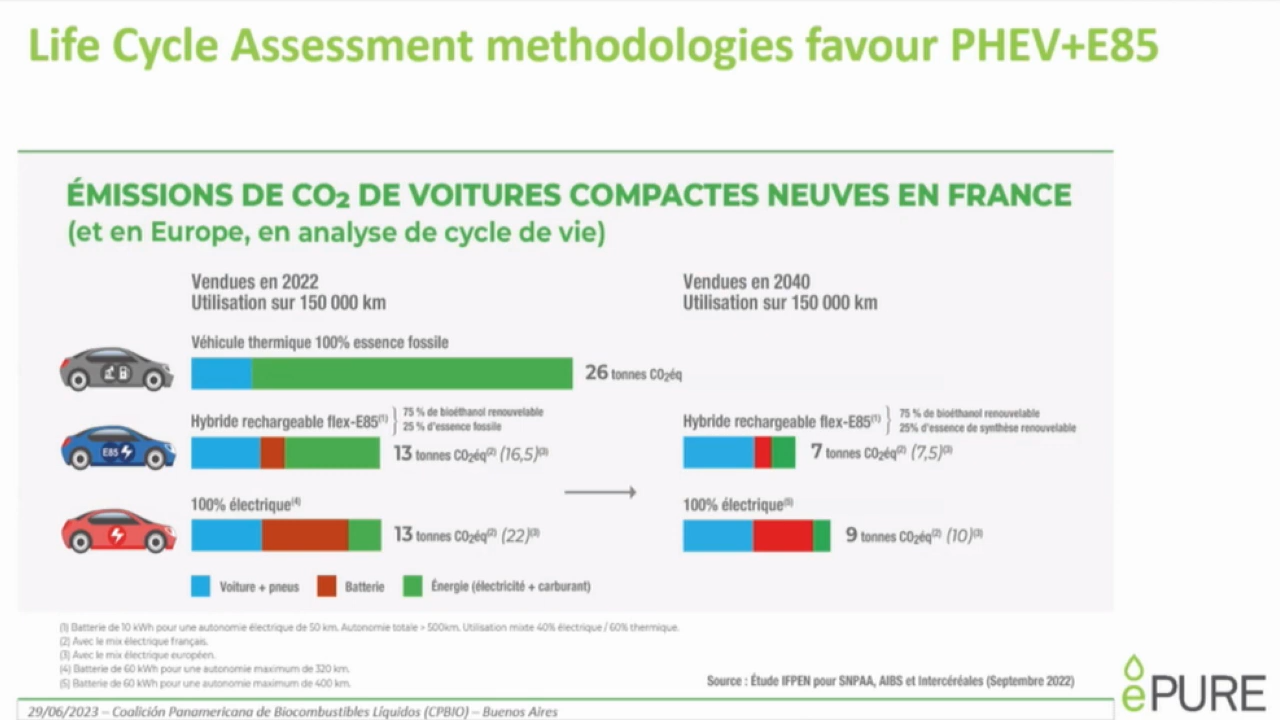 Life Cycle Assessment methodologies favour PHEV+E85
ÉMISSIONS DE CO₂ DE VOITURES COMPACTES NEUVES EN FRANCE
(et en Europe, en analyse de cycle de vie)
Vendues en 2022
Utilisation sur 150 000 km
Vendues en 2040
Utilisation sur 150 000 km
Véhicule thermique 100% essence fossile
26 tonnes CO₂éq
Hybride rechargeable flex-E85(1)
75 % de bioéthanol renouvelable
25 % d'essence fossile
E85
13 tonnes CO₂éq(2) (16,5)(3)
Hybride rechargeable flex-E85(1)
75 % de bioéthanol renouvelable
25% d'essence de synthèse renouvelable
7 tonnes CO₂éq(2) (7,5)(3)
100% électrique(4)
13 tonnes CO₂éq(2) (22)(3)
100% électrique(5)
9 tonnes CO₂éq(2) (10)(3)
Voiture + pneus
Batterie
Énergie (électricité + carburant)
(1) Batterie de 10 kWh pour une autonomie électrique de 50 km. Autonomie totale > 500km. Utilisation mixte 40% électrique / 60% thermique.
(2) Avec le mix électrique français.
(3) Avec le mix électrique européen.
(4) Batterie de 60 kWh pour une autonomie maximum de 320 km.
(5) Batterie de 60 kWh pour une autonomie maximum de 400 km.
Source : Étude IFPEN pour SNPAA, AIBS et Intercéréales (Septembre 2022)
ePURE
29/06/2023 – Coalición Panamericana de Biocombustibles Líquidos (CPBIO) – Buenos Aires